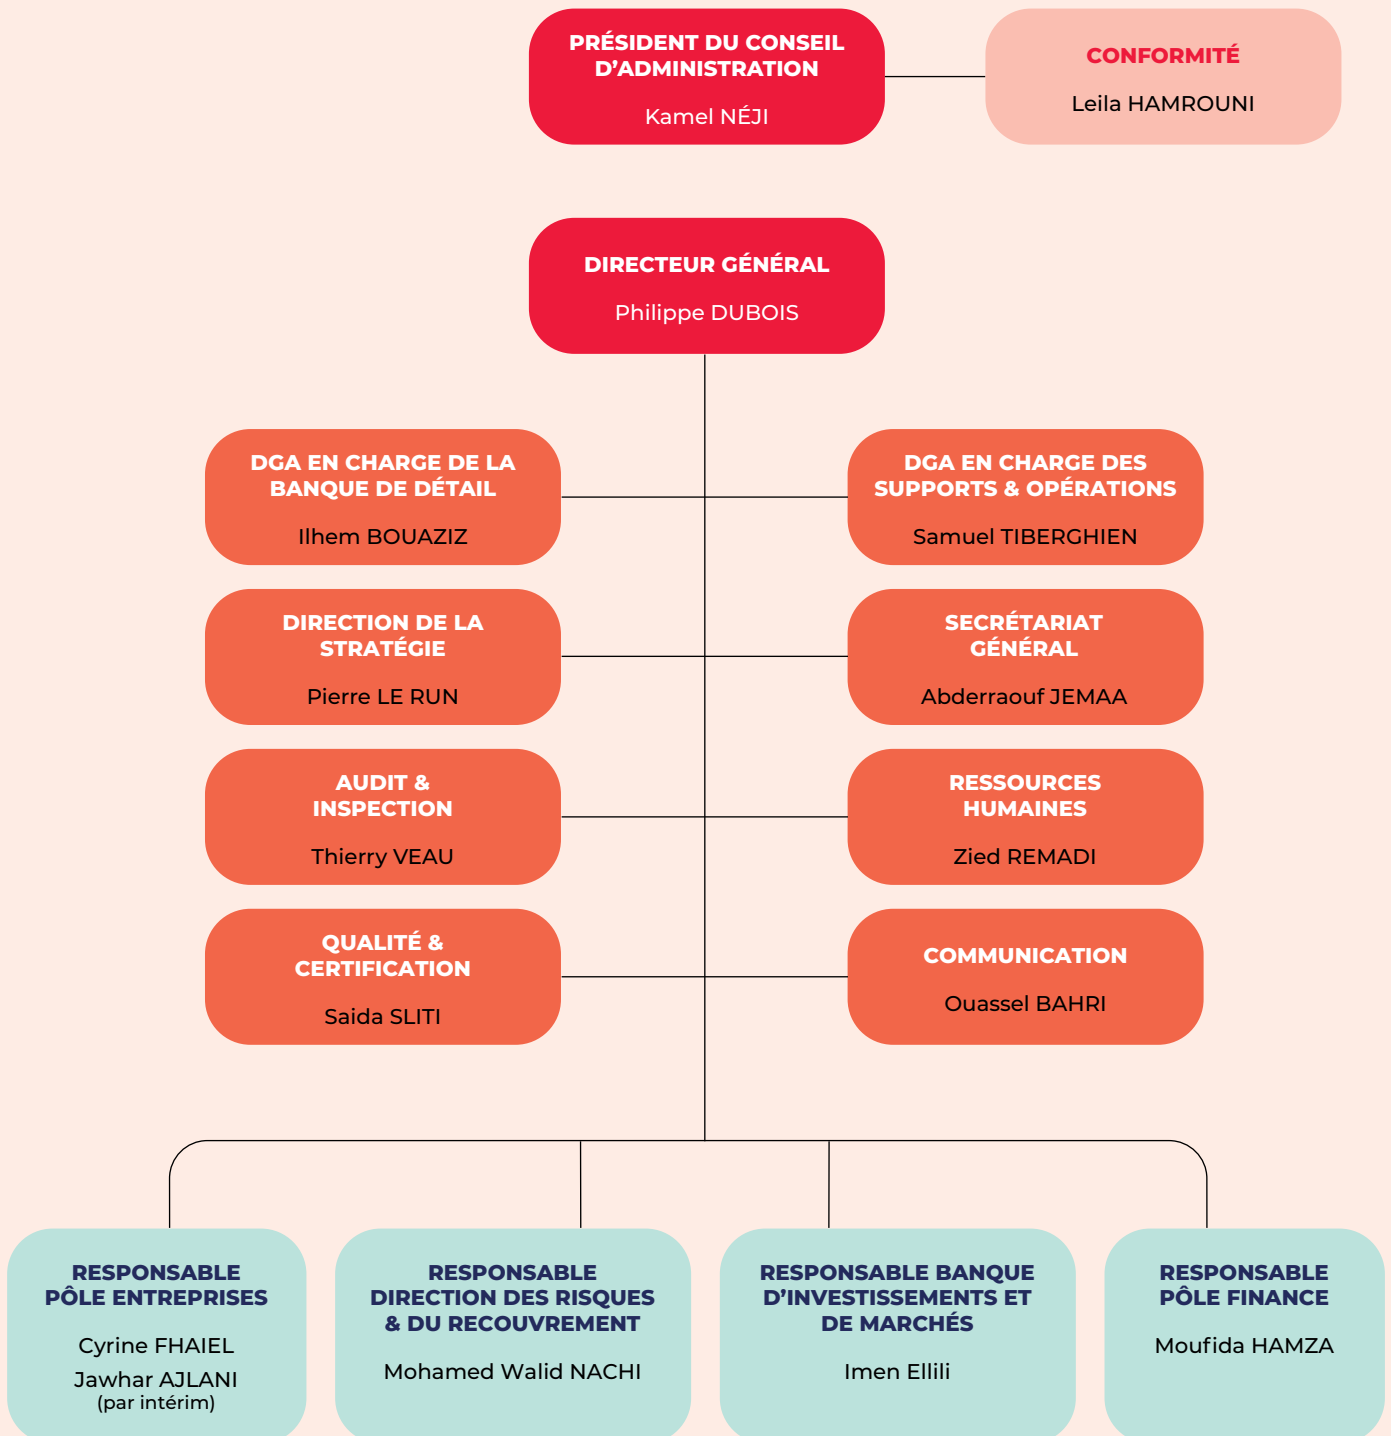 PRÉSIDENT DU CONSEIL
D’ADMINISTRATION
Kamel NÉJI
CONFORMITÉ
Leila HAMROUNI
DIRECTEUR GÉNÉRAL
Philippe DUBOIS
DGA EN CHARGE DE LA
BANQUE DE DÉTAIL
Ilhem BOUAZIZ
DGA EN CHARGE DES
SUPPORTS & OPÉRATIONS
Samuel TIBERGHIEN
DIRECTION DE LA
STRATÉGIE
Pierre LE RUN
SECRÉTARIAT
GÉNÉRAL
Abderraouf JEMAA
AUDIT &
INSPECTION
Thierry VEAU
RESSOURCES
HUMAINES
Zied REMADI
QUALITÉ &
CERTIFICATION
Saida SLITI
COMMUNICATION
Ouassel BAHRI
RESPONSABLE
PÔLE ENTREPRISES
Cyrine FHAIEL
Jawhar AJLANI
(par intérim)
RESPONSABLE
DIRECTION DES RISQUES
& DU RECOUVREMENT
Mohamed Walid NACHI
RESPONSABLE BANQUE
D’INVESTISSEMENTS ET
DE MARCHÉS
Imen Ellili
RESPONSABLE
PÔLE FINANCE
Moufida HAMZA